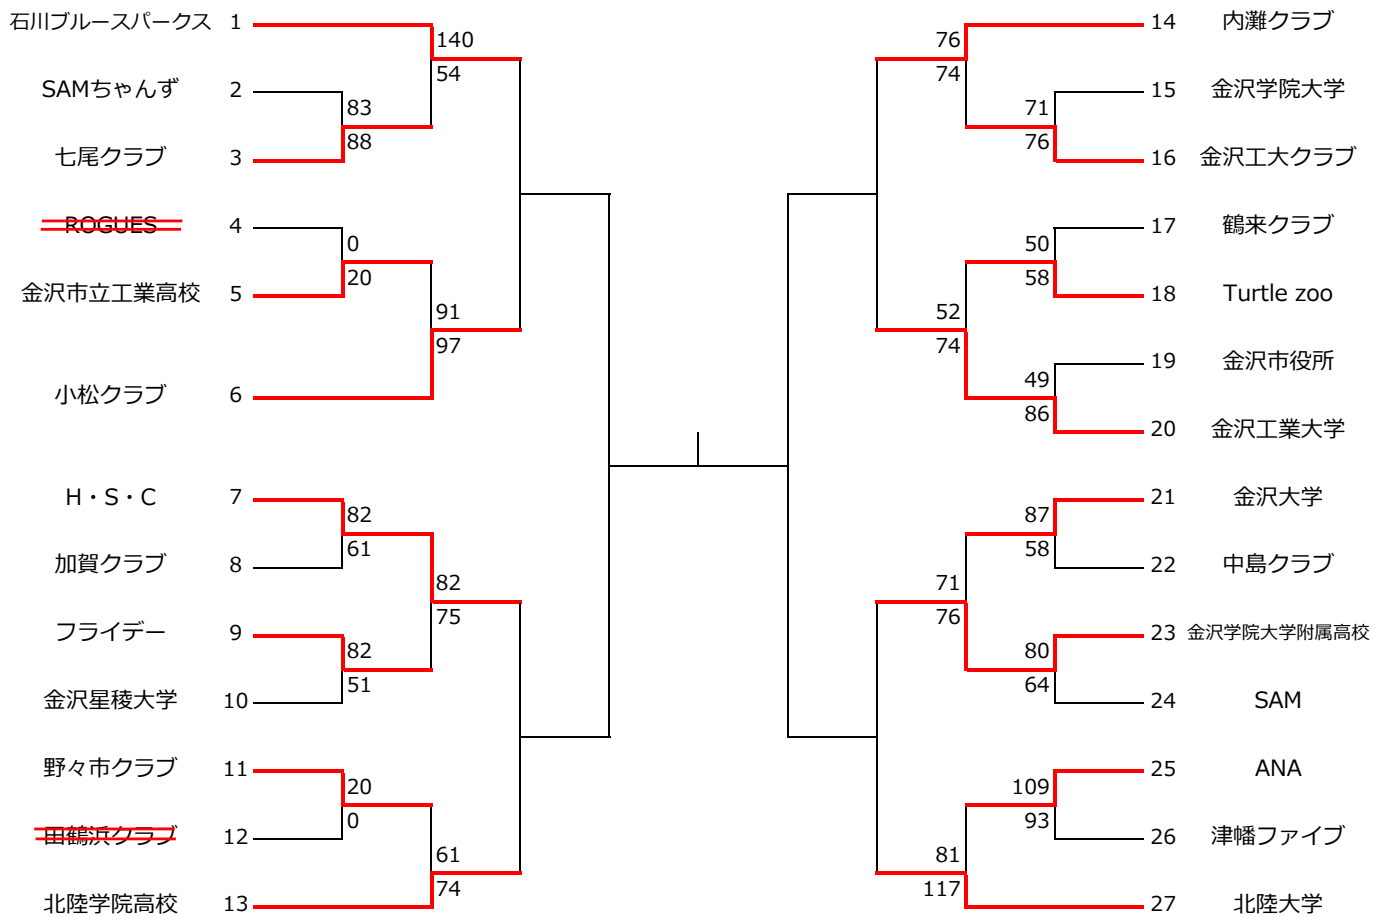 石川ブルースパークス 1
140
54
SAMちゃんず 2
83
88
七尾クラブ 3
ROGUES 4
0
20
金沢市立工業高校 5
91
97
小松クラブ 6
H・S・C 7
82
61
加賀クラブ 8
82
75
フライデー 9
82
51
金沢星稜大学 10
野々市クラブ 11
20
0
田鶴浜クラブ 12
61
74
北陸学院高校 13
14 内灘クラブ
76
74
15 金沢学院大学
71
76
16 金沢工大クラブ
17 鶴来クラブ
50
58
18 Turtle zoo
52
74
19 金沢市役所
49
86
20 金沢工業大学
21 金沢大学
87
58
22 中島クラブ
71
76
23 金沢学院大学附属高校
80
64
24 SAM
25 ANA
109
93
26 津幡ファイブ
81
117
27 北陸大学